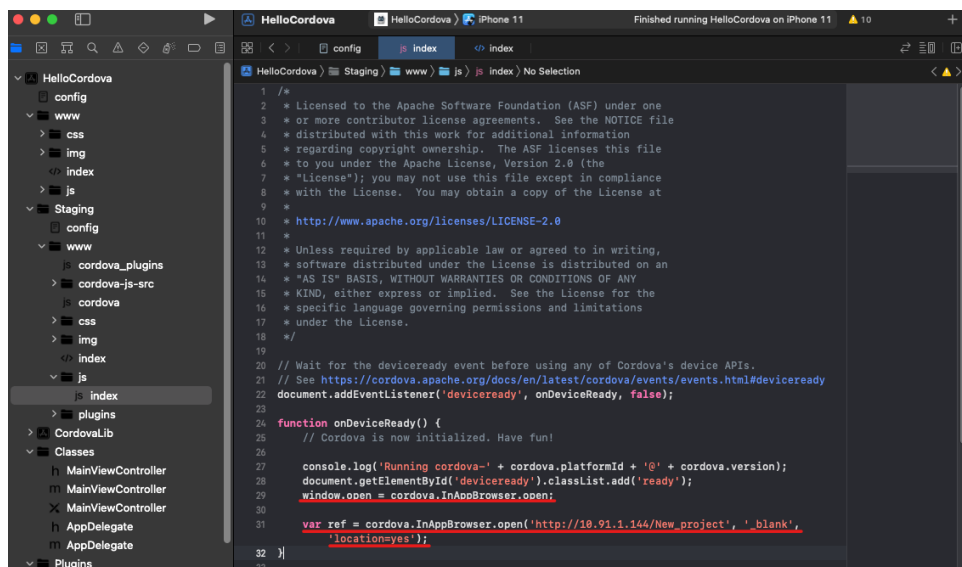 HelloCordova
HelloCordova 〉 iPhone 11
Finished running HelloCordova on iPhone 11
10
config
js index
index
HelloCordova 〉 Staging 〉 www 〉 js 〉 js index 〉 No Selection
HelloCordova
config
www
css
img
index
js
Staging
config
www
js cordova_plugins
cordova-js-src
js cordova
css
img
index
js
js index
plugins
CordovaLib
Classes
h MainViewController
m MainViewController
MainViewController
h AppDelegate
m AppDelegate
Plugins
1 /*
2 * Licensed to the Apache Software Foundation (ASF) under one
3 * or more contributor license agreements.  See the NOTICE file
4 * distributed with this work for additional information
5 * regarding copyright ownership.  The ASF licenses this file
6 * to you under the Apache License, Version 2.0 (the
7 * "License"); you may not use this file except in compliance
8 * with the License.  You may obtain a copy of the License at
9 *
10 * http://www.apache.org/licenses/LICENSE-2.0
11 *
12 * Unless required by applicable law or agreed to in writing,
13 * software distributed under the License is distributed on an
14 * "AS IS" BASIS, WITHOUT WARRANTIES OR CONDITIONS OF ANY
15 * KIND, either express or implied.  See the License for the
16 * specific language governing permissions and limitations
17 * under the License.
18 */
19
20 // Wait for the deviceready event before using any of Cordova's device APIs.
21 // See https://cordova.apache.org/docs/en/latest/cordova/events/events.html#deviceready
22 document.addEventListener('deviceready', onDeviceReady, false);
23
24 function onDeviceReady() {
25 // Cordova is now initialized. Have fun!
26
27 console.log('Running cordova-' + cordova.platformId + '@' + cordova.version);
28 document.getElementById('deviceready').classList.add('ready');
29 window.open = cordova.InAppBrowser.open;
30
31 var ref = cordova.InAppBrowser.open('http://10.91.1.144/New_project', '_blank',
'location=yes');
32 }